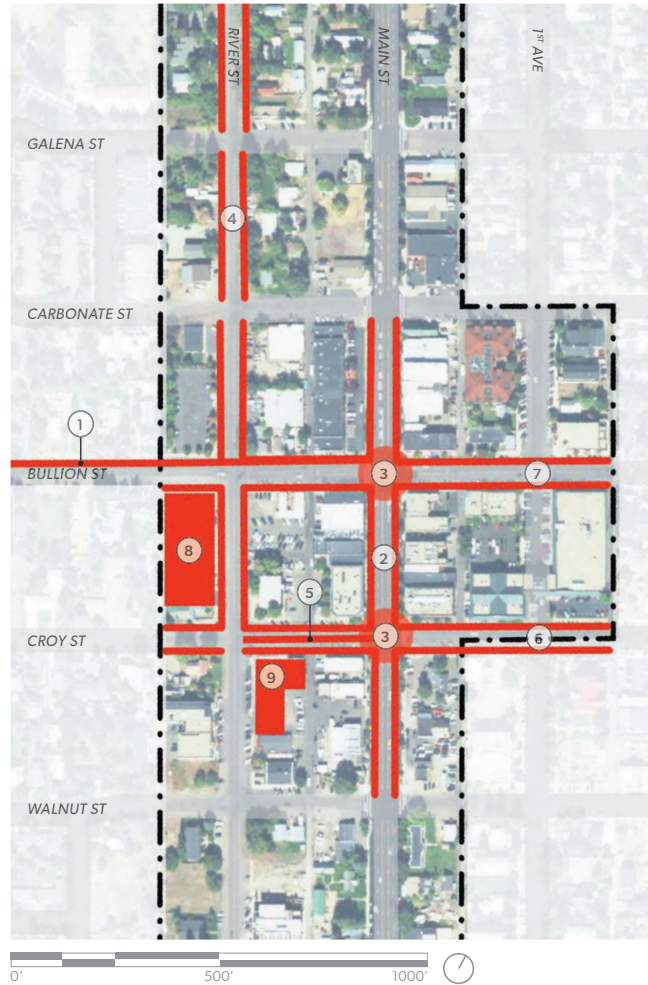 RIVER ST
MAIN ST
1ST AVE
GALENA ST
4
CARBONATE ST
1
BULLION ST
3
7
8
2
5
CROY ST
3
6
9
WALNUT ST
0’
500’
1000’